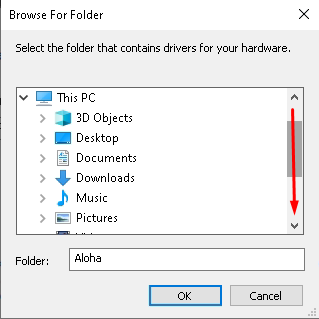 Browse For Folder
Select the folder that contains drivers for your hardware.
This PC
3D Objects
Desktop
Documents
Downloads
Music
Pictures
Folder: Aloha
OK Cancel